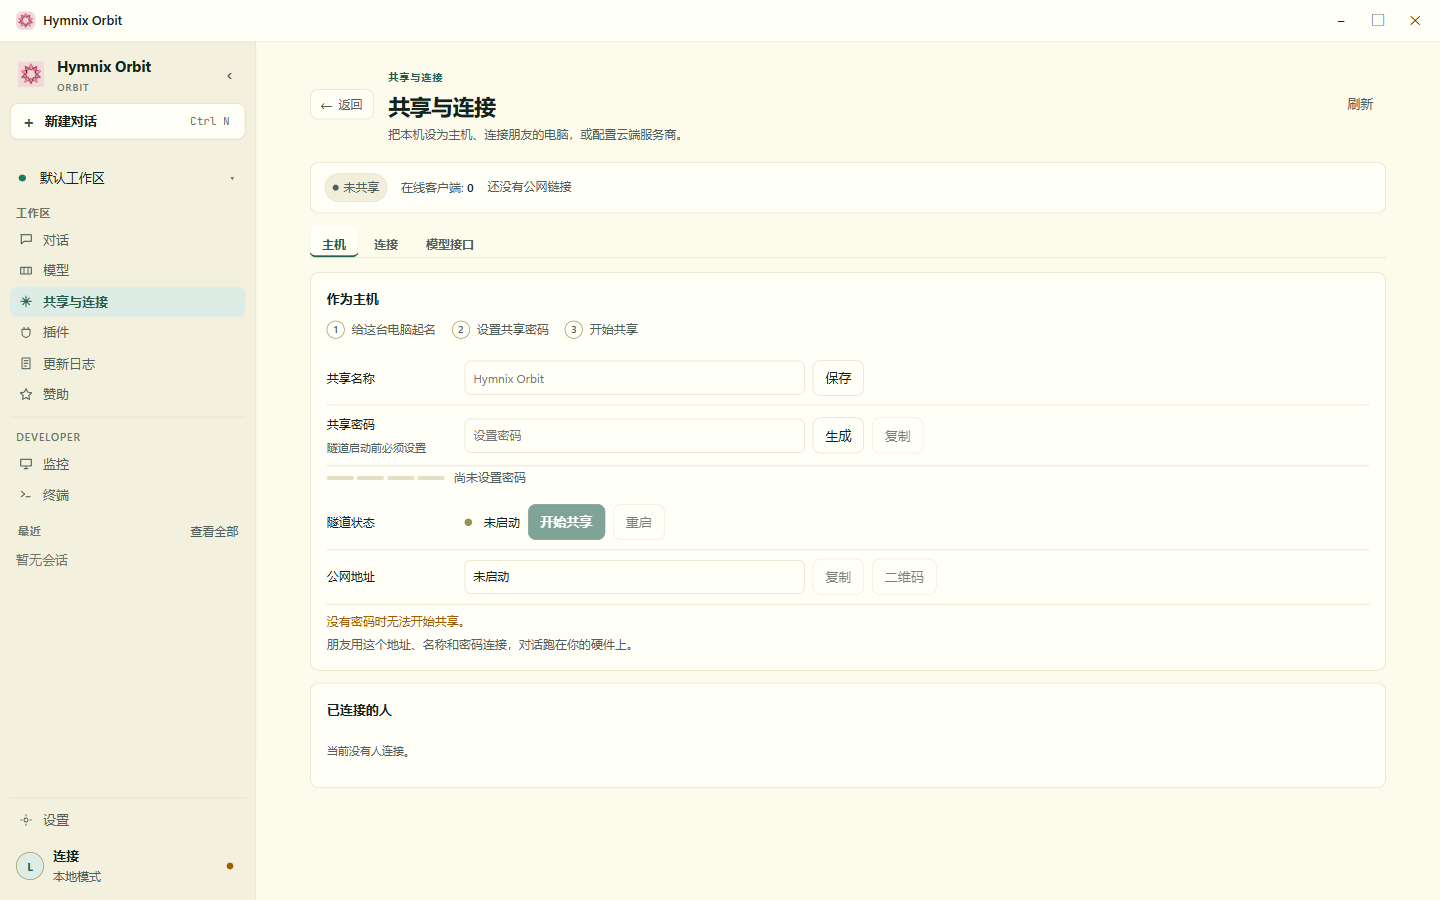 Hymnix Orbit
Hymnix Orbit
ORBIT
+ 新建对话 Ctrl N
默认工作区
工作区
对话
模型
共享与连接
插件
更新日志
赞助
DEVELOPER
监控
终端
最近 查看全部
暂无会话
设置
L
连接
本地模式
共享与连接
← 返回
共享与连接
刷新
把本机设为主机、连接朋友的电脑，或配置云端服务商。
未共享 在线客户端: 0 还没有公网链接
主机 连接 模型接口
作为主机
1 给这台电脑起名 2 设置共享密码 3 开始共享
共享名称 Hymnix Orbit 保存
共享密码
隧道启动前必须设置
设置密码 生成 复制
尚未设置密码
隧道状态 未启动 开始共享 重启
公网地址 未启动 复制 二维码
没有密码时无法开始共享。
朋友用这个地址、名称和密码连接，对话跑在你的硬件上。
已连接的人
当前没有人连接。